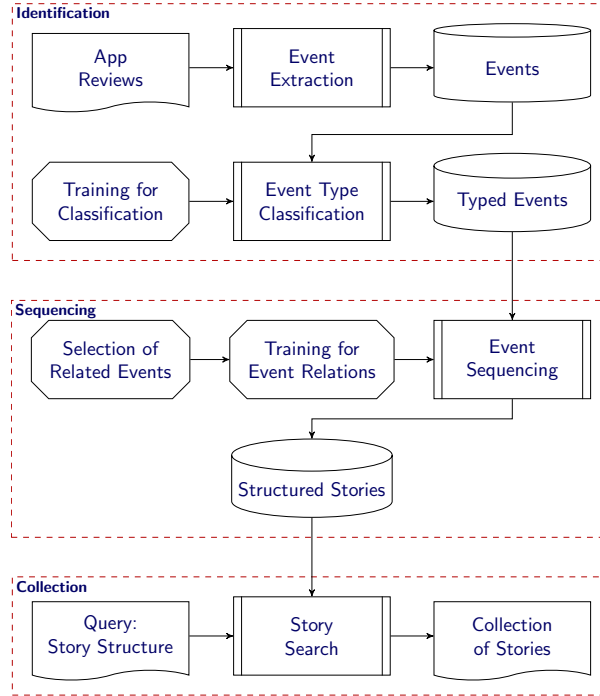 Identification
App
Reviews
Event
Extraction
Events
Training for
Classification
Event Type
Classification
Typed Events
Sequencing
Selection of
Related Events
Training for
Event Relations
Event
Sequencing
Structured Stories
Collection
Query:
Story Structure
Story
Search
Collection
of Stories